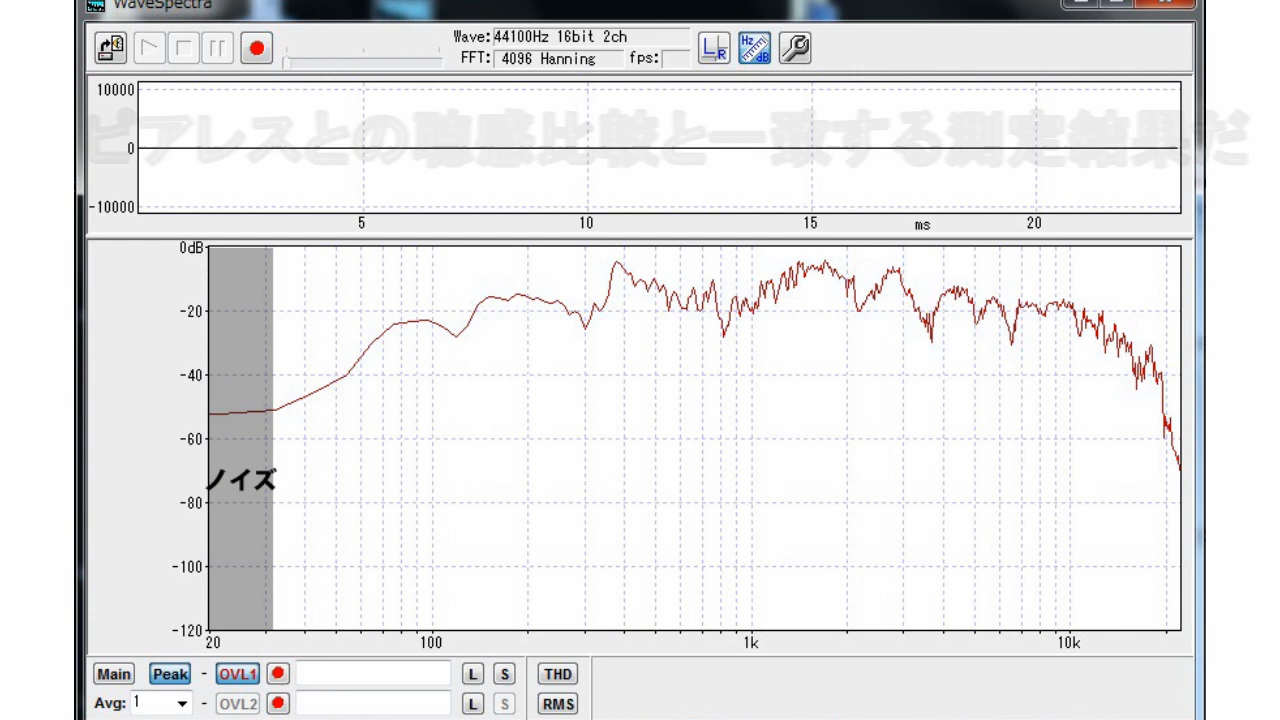 WaveSpectra
Wave: 44100Hz 16bit 2ch
FFT: 4096 Hanning fps:
L R
Hz dB
10000
ピアレスとの聴感比較と一致する測定結果だ
0
-10000
5 10 15 ms 20
0dB
-20
-40
-60
ノイズ
-80
-100
-120
20 100 1k 10k
Main Peak - OVL1 L S THD
Avg: 1 - OVL2 L S RMS